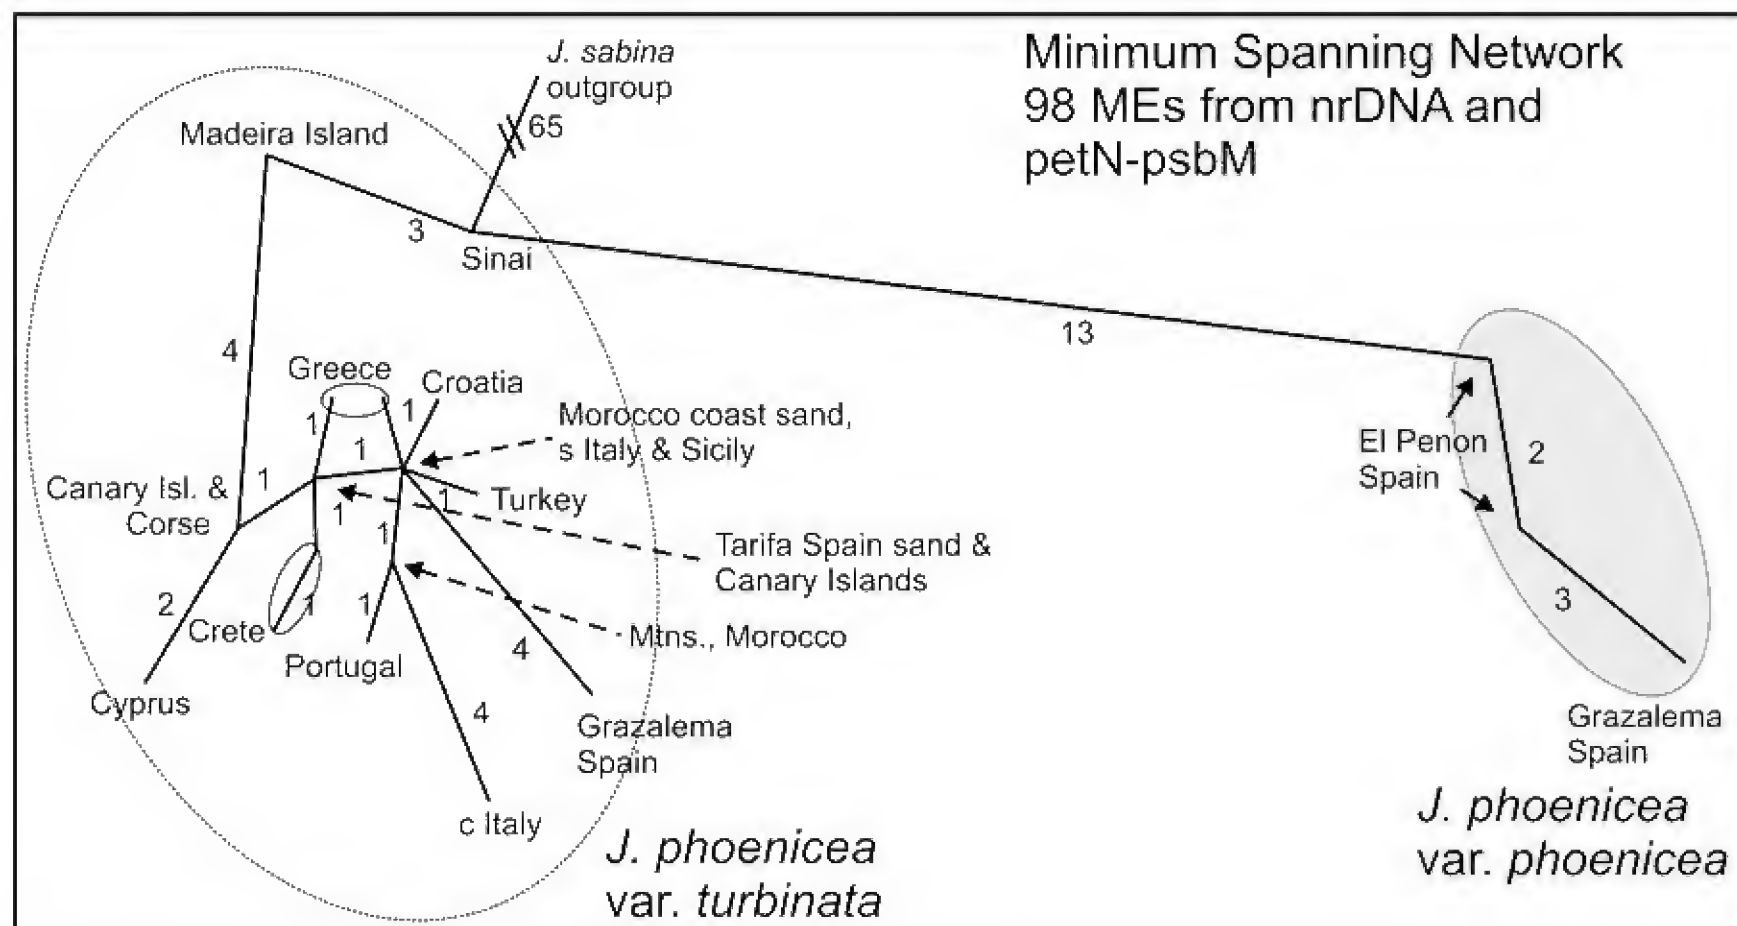 J. sabina
outgroup
65
Minimum Spanning Network
98 MEs from nrDNA and
petN-psbM
Madeira Island
3
Sinai
13
4
Greece
Croatia
1
1
1
Morocco coast sand,
s Italy & Sicily
El Penon
Spain
2
Canary Isl. &
Corse
1
1
Turkey
1
1
Tarifa Spain sand &
Canary Islands
2
Crete
1
1
Portugal
Mtns., Morocco
4
3
Cyprus
4
Grazalema
Spain
Grazalema
Spain
c Italy
J. phoenicea
var. turbinata
J. phoenicea
var. phoenicea